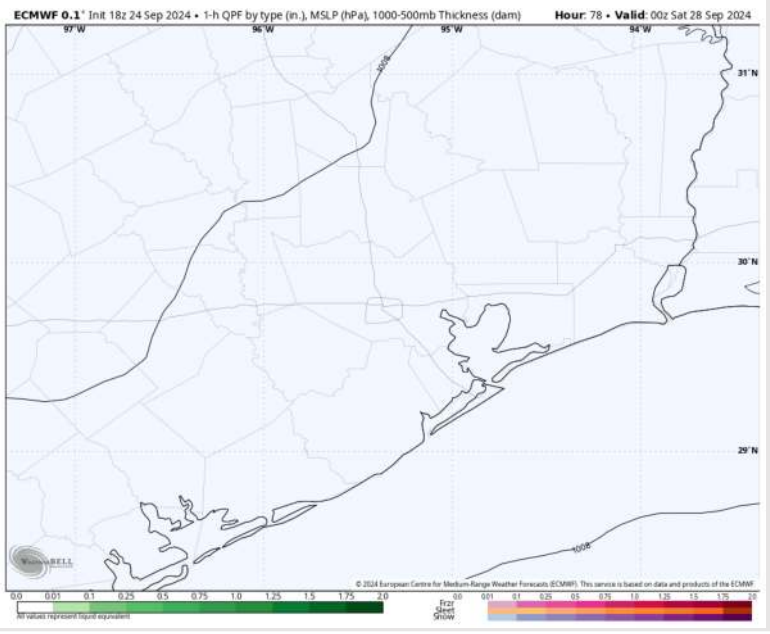 ECMWF 0.1° Init 18z 24 Sep 2024 • 1-h QPF by type (in.), MSLP (hPa), 1000-500mb Thickness (dam) Hour: 78 • Valid: 00z Sat 28 Sep 2024
97°W 96°W 95°W 94°W
1008
31°N
30°N
29°N
1008
WeatherBELL
© 2024 European Centre for Medium-Range Weather Forecasts (ECMWF). This service is based on data and products of the ECMWF
0.0 0.01 0.1 0.25 0.5 0.75 1.0 1.25 1.5 1.75 2.0
0.0 0.01 0.1 0.25 0.5 0.75 1.0 1.25 1.5 1.75 2.0
Frzr
Sleet
Snow
All values represent liquid equivalent